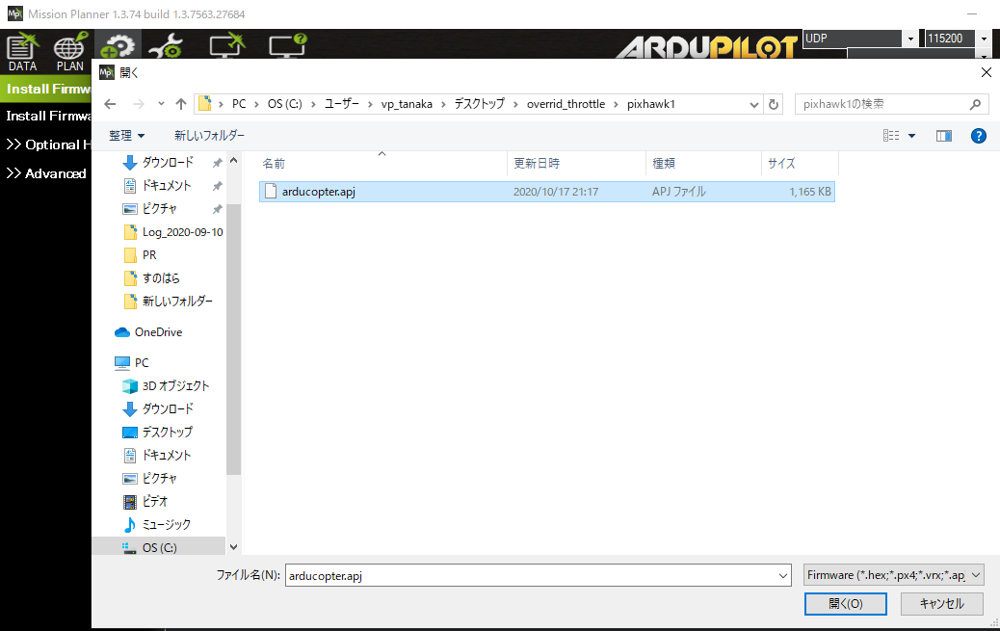 Mission Planner 1.3.74 build 1.3.7563.27684
DATA
PLAN
ARDUPILOT
UDP
115200
Install Firmw
Install Firmwa
>> Optional H
>> Advanced
開く
PC › OS (C:) › ユーザー › vp_tanaka › デスクトップ › overrid_throttle › pixhawk1
pixhawk1の検索
整理
新しいフォルダー
ダウンロード
ドキュメント
ピクチャ
Log_2020-09-10
PR
すのはら
新しいフォルダー
OneDrive
PC
3D オブジェクト
ダウンロード
デスクトップ
ドキュメント
ピクチャ
ビデオ
ミュージック
OS (C:)
名前 更新日時 種類 サイズ
arducopter.apj 2020/10/17 21:17 APJ ファイル 1,165 KB
ファイル名(N): arducopter.apj
Firmware (*.hex;*.px4;*.vrx;*.apj
開く(O)
キャンセル